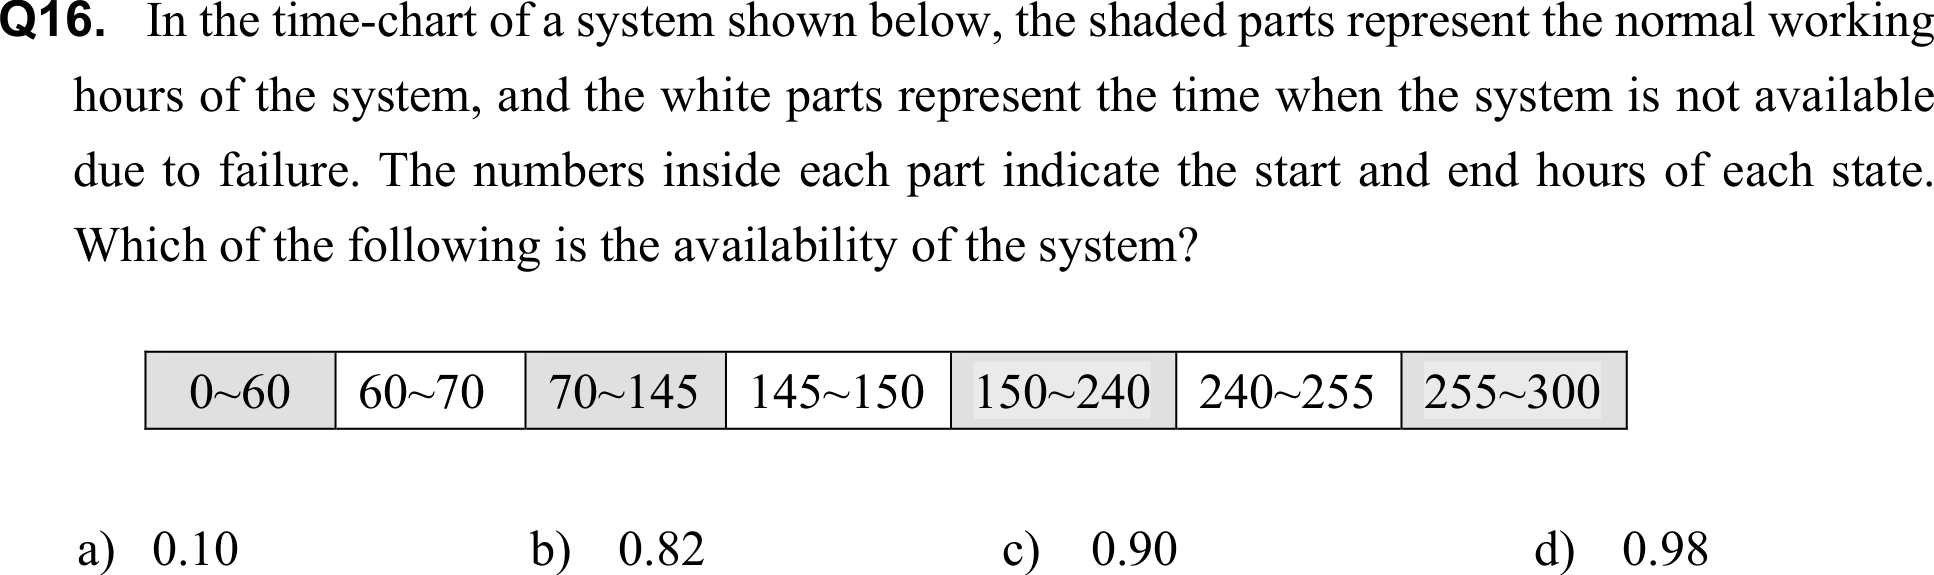 Q16. In the time-chart of a system shown below, the shaded parts represent the normal working
hours of the system, and the white parts represent the time when the system is not available
due to failure. The numbers inside each part indicate the start and end hours of each state.
Which of the following is the availability of the system?
0~60 60~70 70~145 145~150 150~240 240~255 255~300
a) 0.10 b) 0.82 c) 0.90 d) 0.98